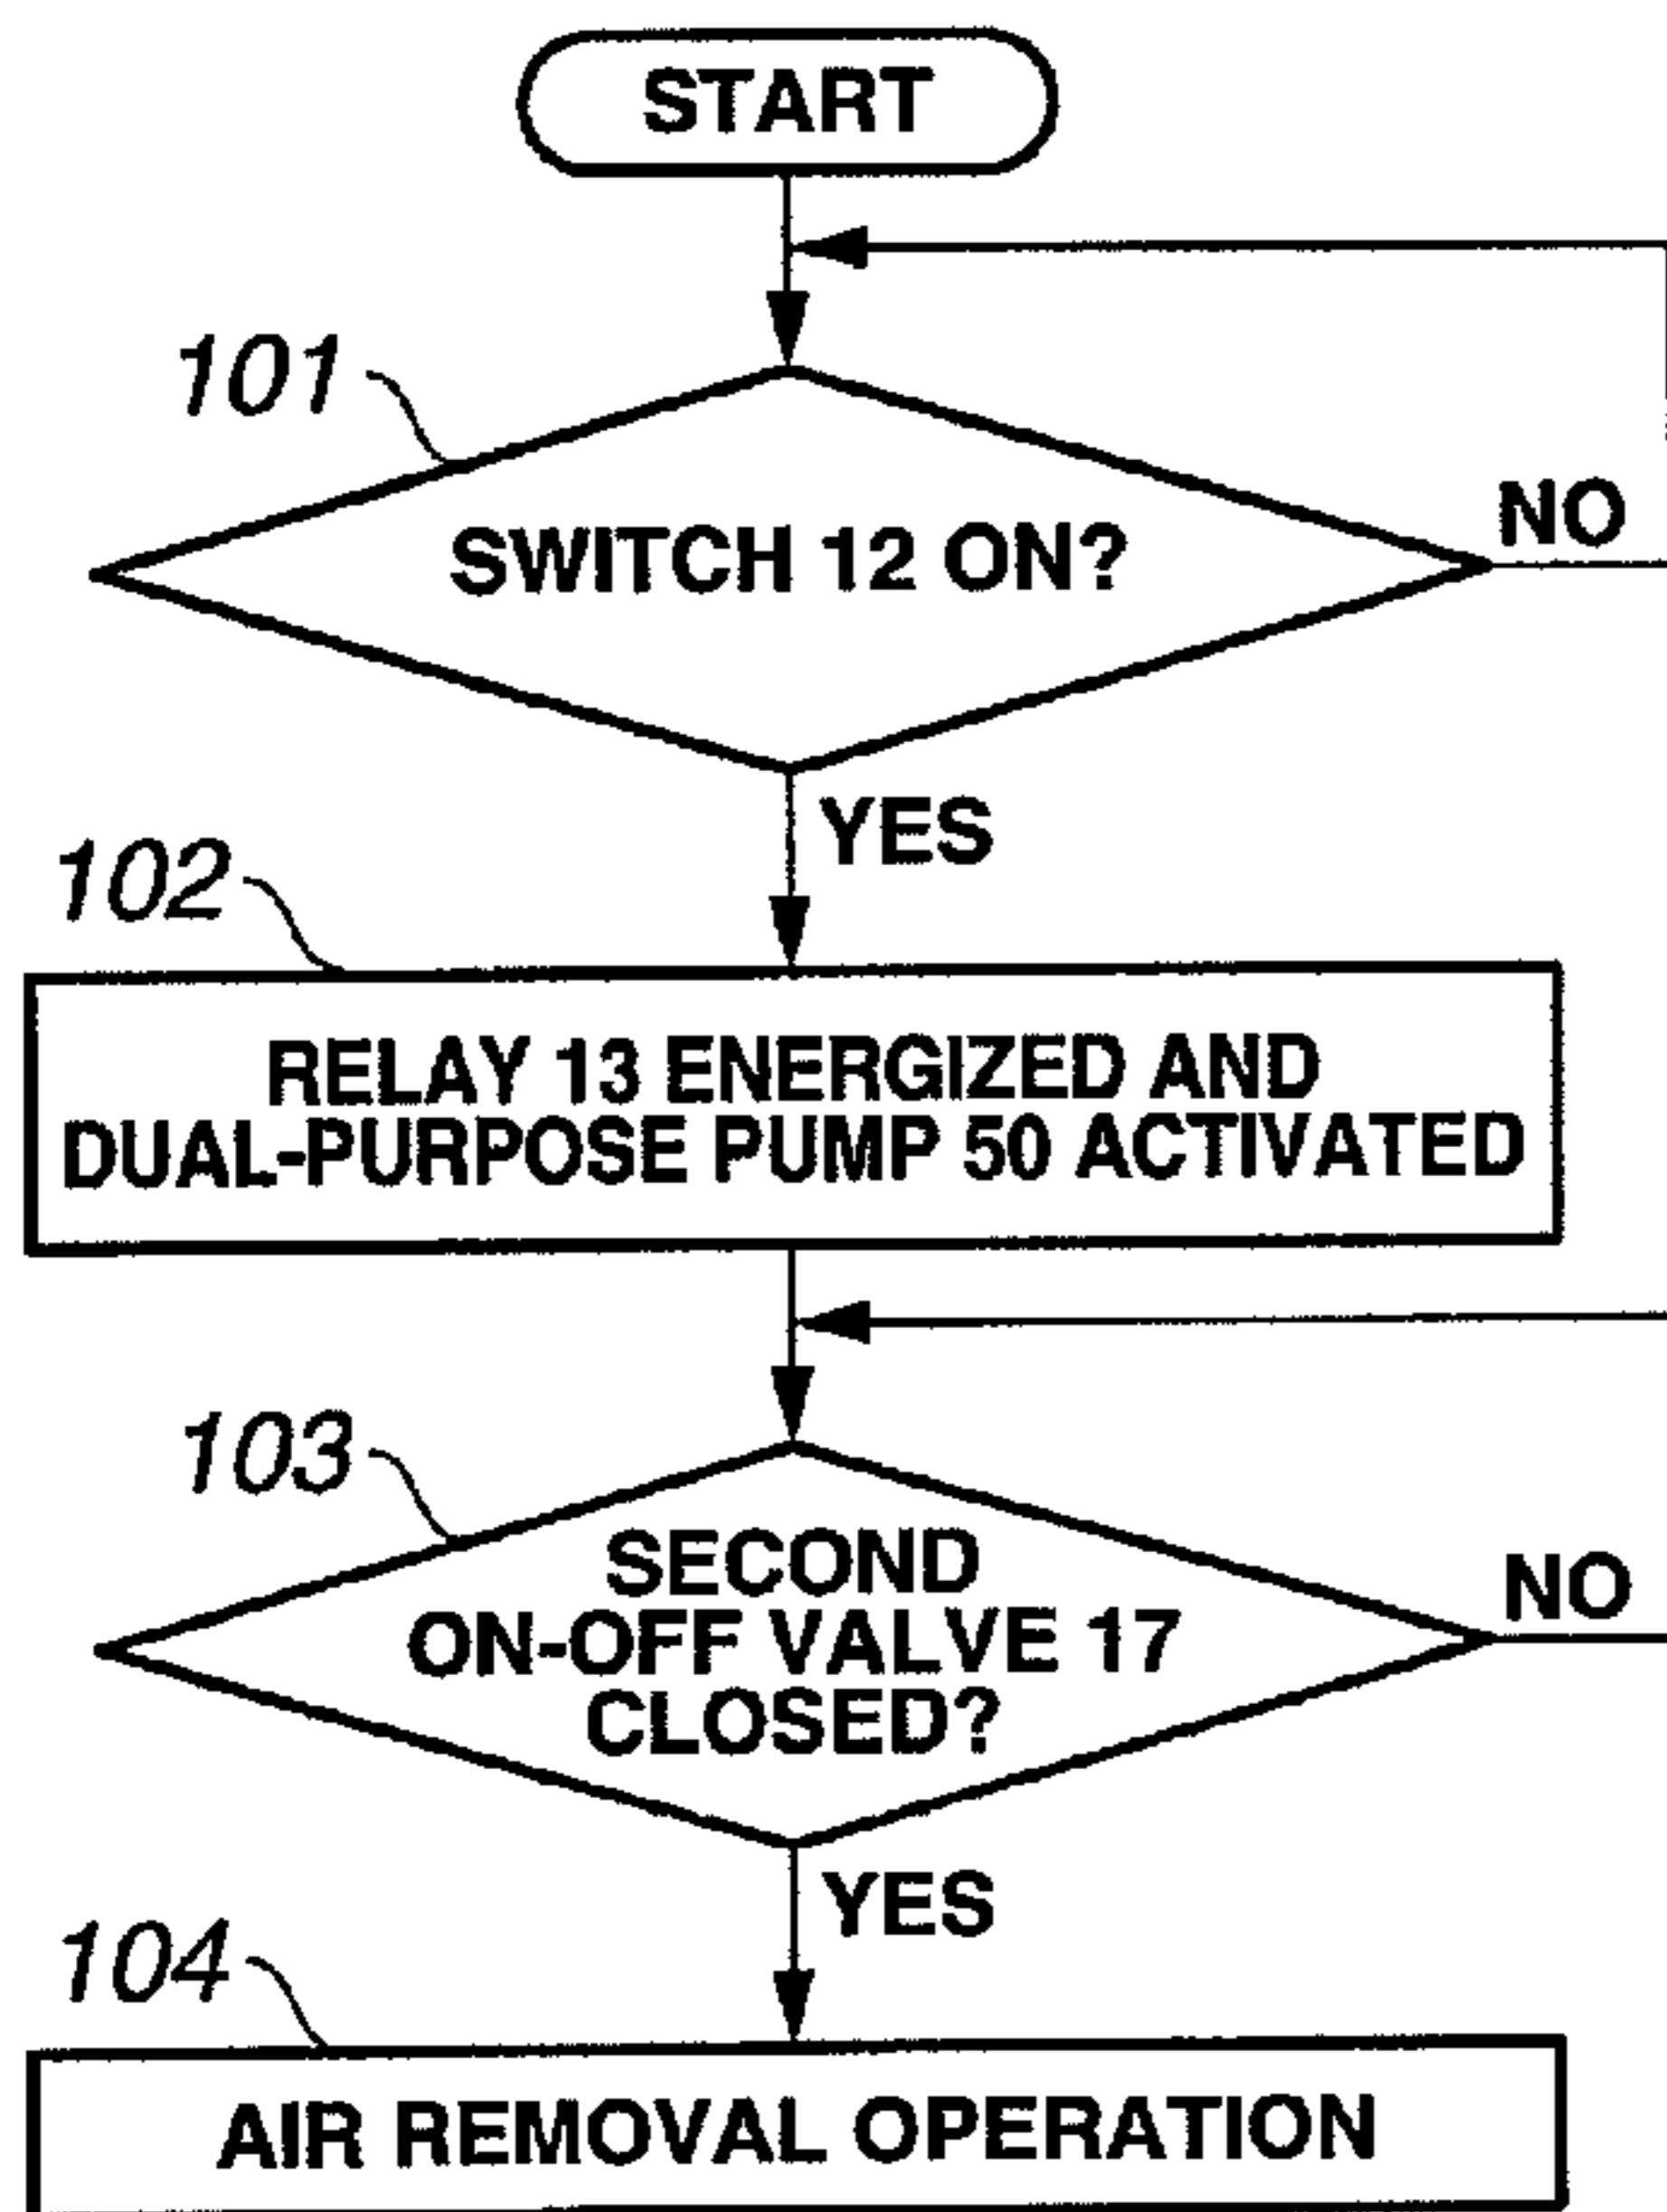 START
101
SWITCH 12 ON?
NO
YES
102
RELAY 13 ENERGIZED AND
DUAL-PURPOSE PUMP 50 ACTIVATED
103
SECOND
ON-OFF VALVE 17
CLOSED?
NO
YES
104
AIR REMOVAL OPERATION